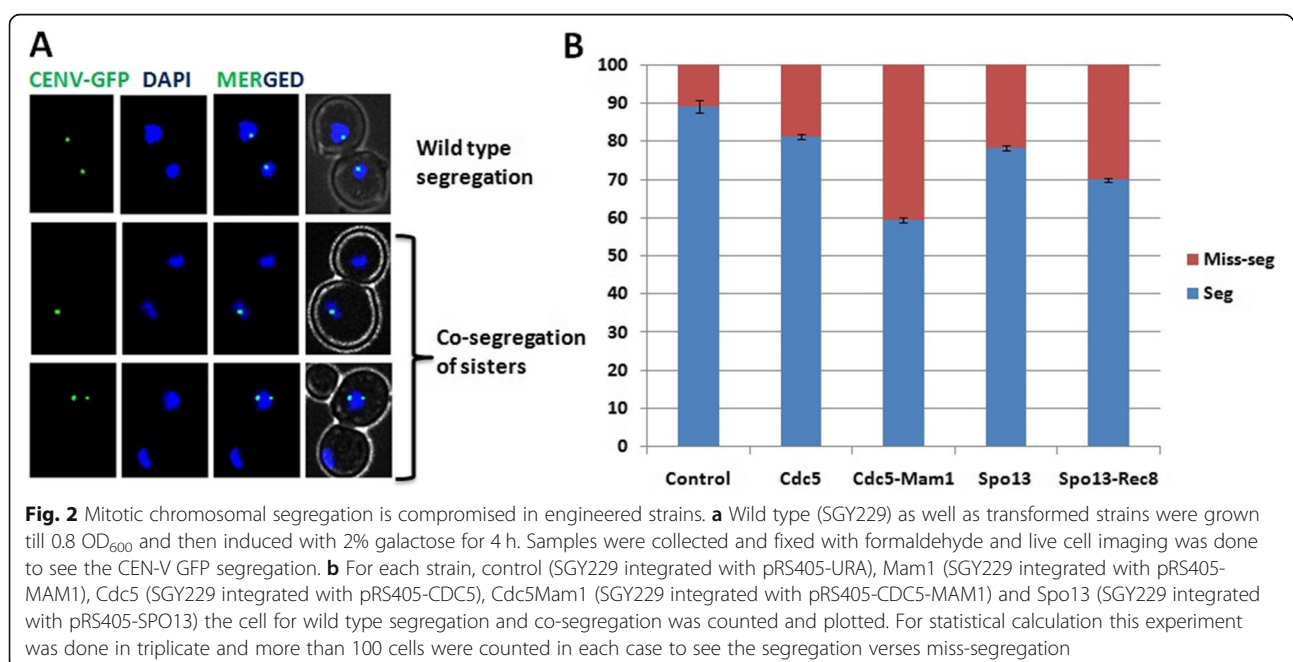 A
CENV-GFP DAPI MERGED
Wild type
segregation
Co-segregation
of sisters
B
100
90
80
70
60
50
40
30
20
10
0
Control Cdc5 Cdc5-Mam1 Spo13 Spo13-Rec8
Miss-seg
Seg
Fig. 2 Mitotic chromosomal segregation is compromised in engineered strains. a Wild type (SGY229) as well as transformed strains were grown
till 0.8 OD600 and then induced with 2% galactose for 4 h. Samples were collected and fixed with formaldehyde and live cell imaging was done
to see the CEN-V GFP segregation. b For each strain, control (SGY229 integrated with pRS405-URA), Mam1 (SGY229 integrated with pRS405-
MAM1), Cdc5 (SGY229 integrated with pRS405-CDC5), Cdc5Mam1 (SGY229 integrated with pRS405-CDC5-MAM1) and Spo13 (SGY229 integrated
with pRS405-SPO13) the cell for wild type segregation and co-segregation was counted and plotted. For statistical calculation this experiment
was done in triplicate and more than 100 cells were counted in each case to see the segregation verses miss-segregation